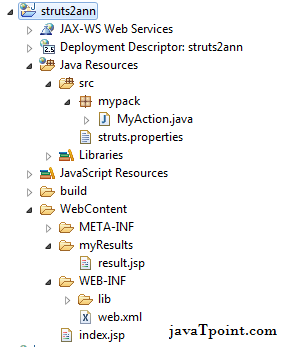 struts2ann
JAX-WS Web Services
Deployment Descriptor: struts2ann
Java Resources
src
mypack
MyAction.java
struts.properties
Libraries
JavaScript Resources
build
WebContent
META-INF
myResults
result.jsp
WEB-INF
lib
web.xml
index.jsp
javaTpoint.com